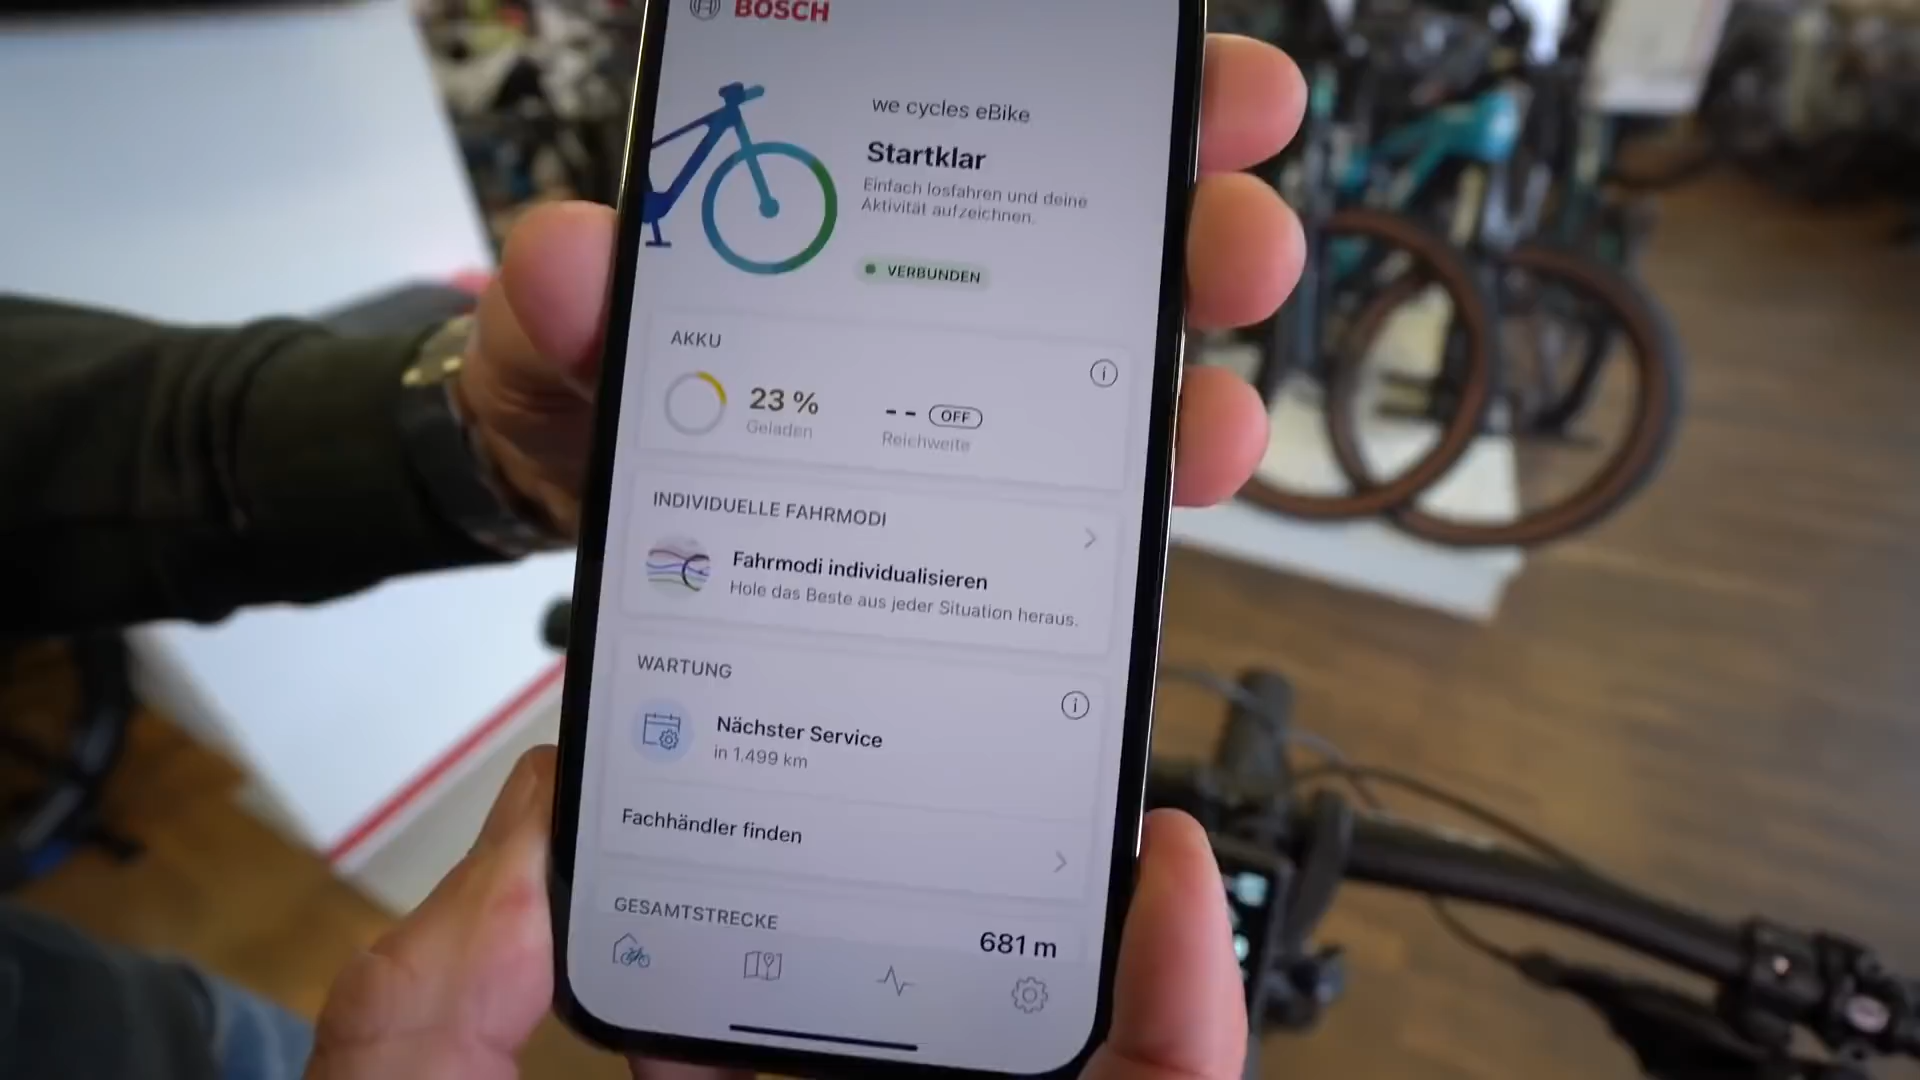 BOSCH
we cycles eBike
Startklar
Einfach losfahren und deine
Aktivität aufzeichnen.
VERBUNDEN
AKKU
23 %
Geladen
-- OFF
Reichweite
INDIVIDUELLE FAHRMODI
Fahrmodi individualisieren
Hole das Beste aus jeder Situation heraus.
WARTUNG
Nächster Service
in 1.499 km
Fachhändler finden
GESAMTSTRECKE
681 m